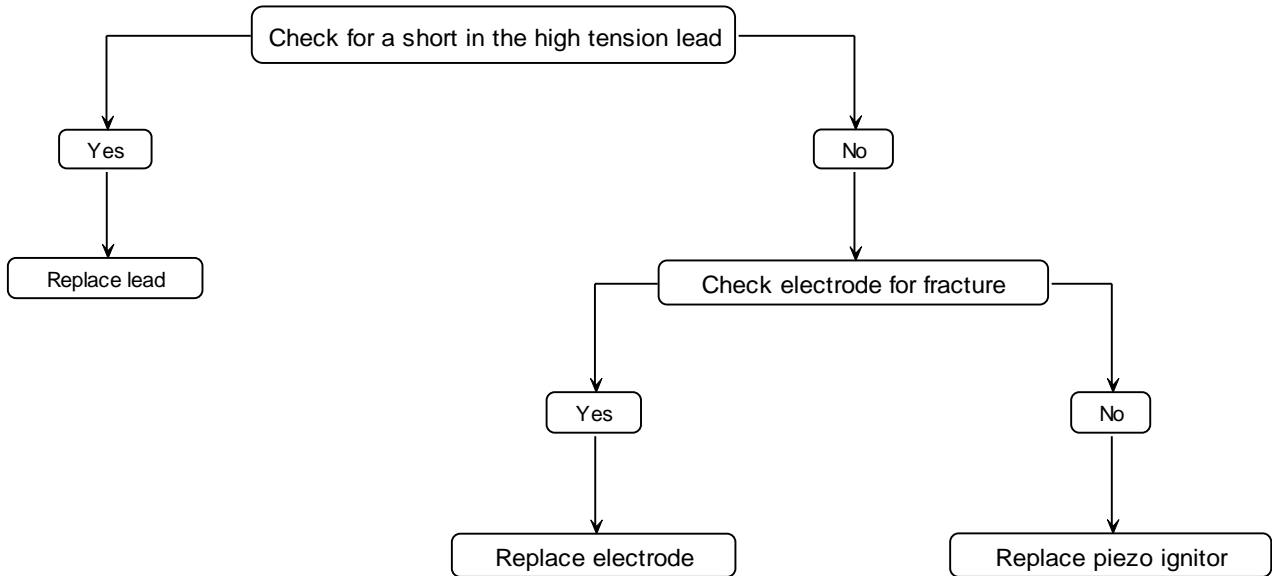 Check for a short in the high tension lead
Yes
No
Replace lead
Check electrode for fracture
Yes
No
Replace electrode
Replace piezo ignitor